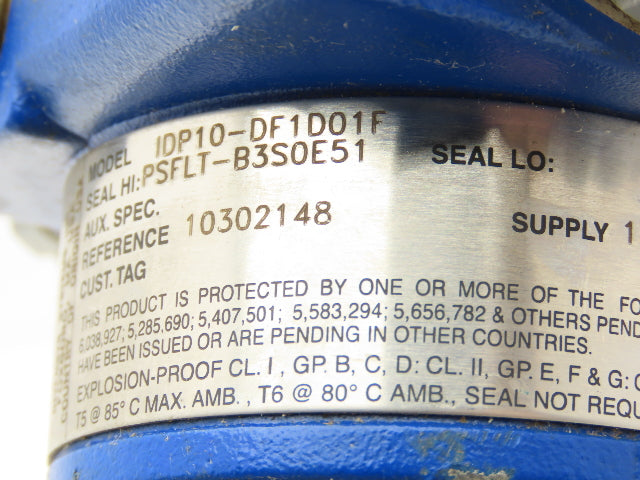 MODEL IDP10-DF1D01F
SEAL HI: PSFLT-B3S0E51 SEAL LO:
AUX. SPEC.
REFERENCE 10302148 SUPPLY 1
CUST. TAG
THIS PRODUCT IS PROTECTED BY ONE OR MORE OF THE FO
6,038,927; 5,285,690; 5,407,501; 5,583,294; 5,656,782 & OTHERS PEND
HAVE BEEN ISSUED OR ARE PENDING IN OTHER COUNTRIES.
EXPLOSION-PROOF CL. I , GP. B, C, D: CL. II, GP. E, F & G: C
T5 @ 85° C MAX. AMB. , T6 @ 80° C AMB., SEAL NOT REQU